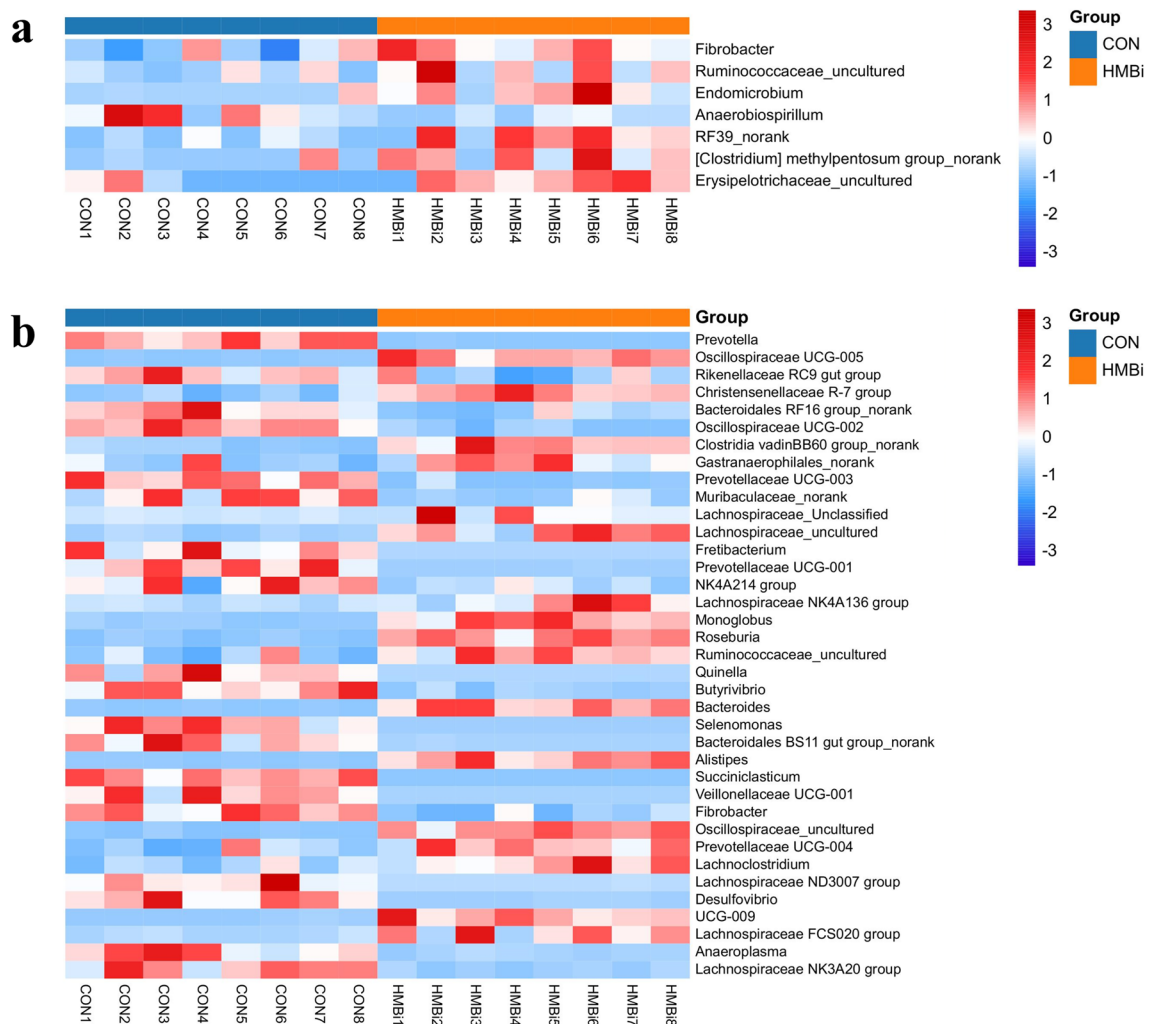 a
Group
CON
HMBi
3
2
1
0
-1
-2
-3
Fibrobacter
Ruminococcaceae_uncultured
Endomicrobium
Anaerobiospirillum
RF39_norank
[Clostridium] methylpentosum group_norank
Erysipelotrichaceae_uncultured
CON1
CON2
CON3
CON4
CON5
CON6
CON7
CON8
HMBi1
HMBi2
HMBi3
HMBi4
HMBi5
HMBi6
HMBi7
HMBi8
b
Group
Group
CON
HMBi
3
2
1
0
-1
-2
-3
Prevotella
Oscillospiraceae UCG-005
Rikenellaceae RC9 gut group
Christensenellaceae R-7 group
Bacteroidales RF16 group_norank
Oscillospiraceae UCG-002
Clostridia vadinBB60 group_norank
Gastranaerophilales_norank
Prevotellaceae UCG-003
Muribaculaceae_norank
Lachnospiraceae_Unclassified
Lachnospiraceae_uncultured
Fretibacterium
Prevotellaceae UCG-001
NK4A214 group
Lachnospiraceae NK4A136 group
Monoglobus
Roseburia
Ruminococcaceae_uncultured
Quinella
Butyrivibrio
Bacteroides
Selenomonas
Bacteroidales BS11 gut group_norank
Alistipes
Succiniclasticum
Veillonellaceae UCG-001
Fibrobacter
Oscillospiraceae_uncultured
Prevotellaceae UCG-004
Lachnoclostridium
Lachnospiraceae ND3007 group
Desulfovibrio
UCG-009
Lachnospiraceae FCS020 group
Anaeroplasma
Lachnospiraceae NK3A20 group
CON1
CON2
CON3
CON4
CON5
CON6
CON7
CON8
HMBi1
HMBi2
HMBi3
HMBi4
HMBi5
HMBi6
HMBi7
HMBi8